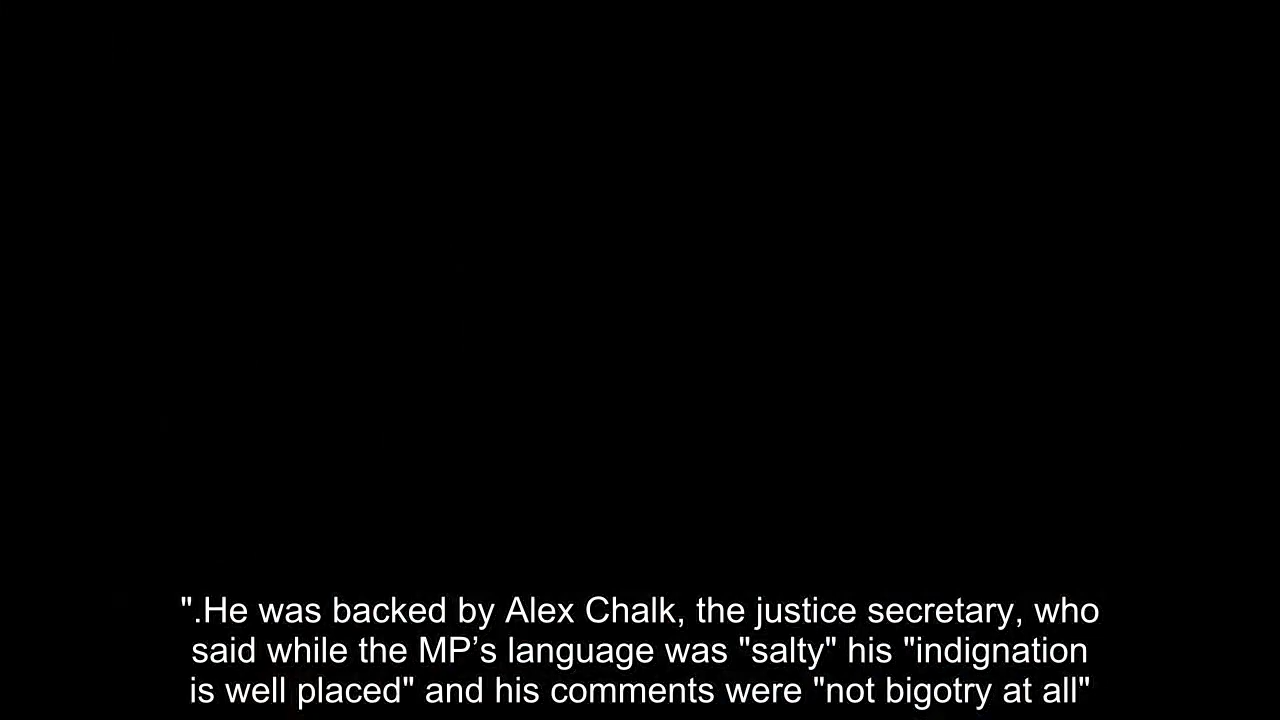 ".He was backed by Alex Chalk, the justice secretary, who
said while the MP’s language was "salty" his "indignation
is well placed" and his comments were "not bigotry at all"